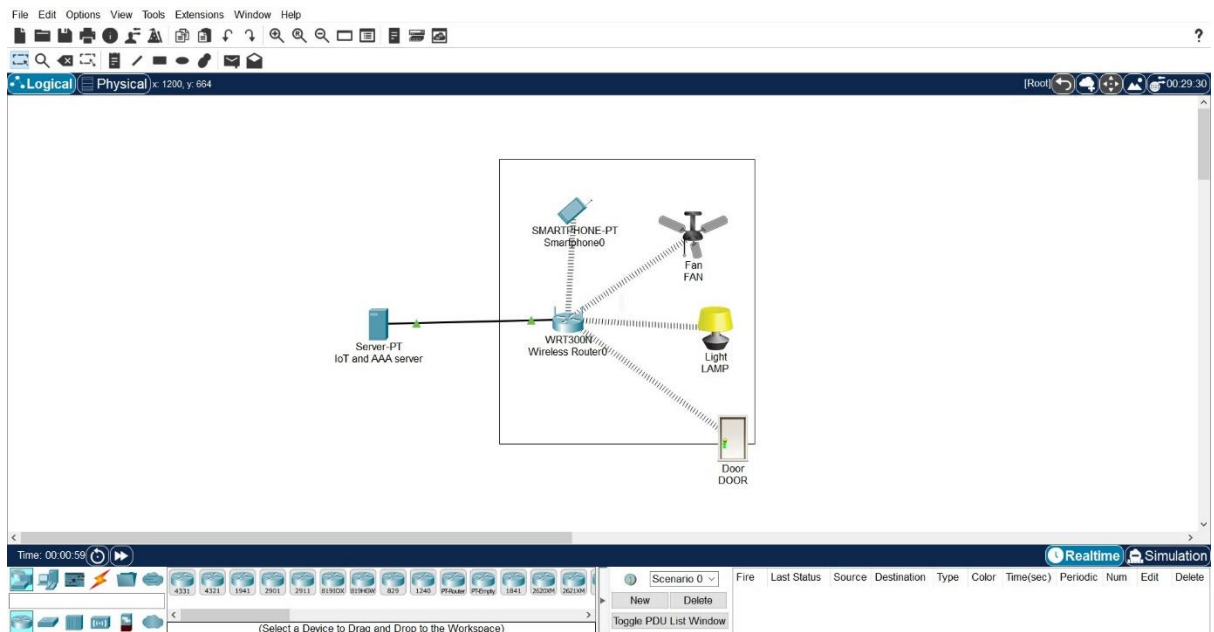 File Edit Options View Tools Extensions Window Help
?
Logical Physical x: 1200, y: 664 [Root] 00:29:30
SMARTPHONE-PT
Smartphone0
Fan
FAN
Server-PT
IoT and AAA server
WRT300N
Wireless Router0
Light
LAMP
Door
DOOR
Time: 00:00:59 Realtime Simulation
4331 4321 1941 2901 2911 819IOX 819HGW 829 1240 PT-Router PT-Empty 1841 2620XM 2621XM
Scenario 0 Fire Last Status Source Destination Type Color Time(sec) Periodic Num Edit Delete
New Delete
Toggle PDU List Window
(Select a Device to Drag and Drop to the Workspace)